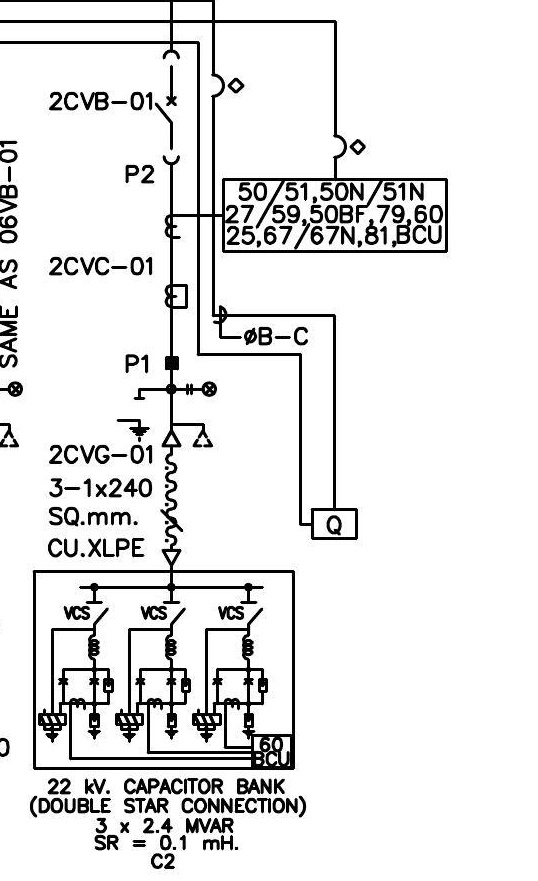 2CVB-01
P2
SAME AS 06VB-01
50/51,50N/51N
27/59,50BF,79,60
25,67/67N,81,BCU
2CVC-01
øB-C
P1
2CVG-01
3-1x240
SQ.mm.
CU.XLPE
Q
VCS VCS VCS
60
BCU
22 kV. CAPACITOR BANK
(DOUBLE STAR CONNECTION)
3 x 2.4 MVAR
SR = 0.1 mH.
C2